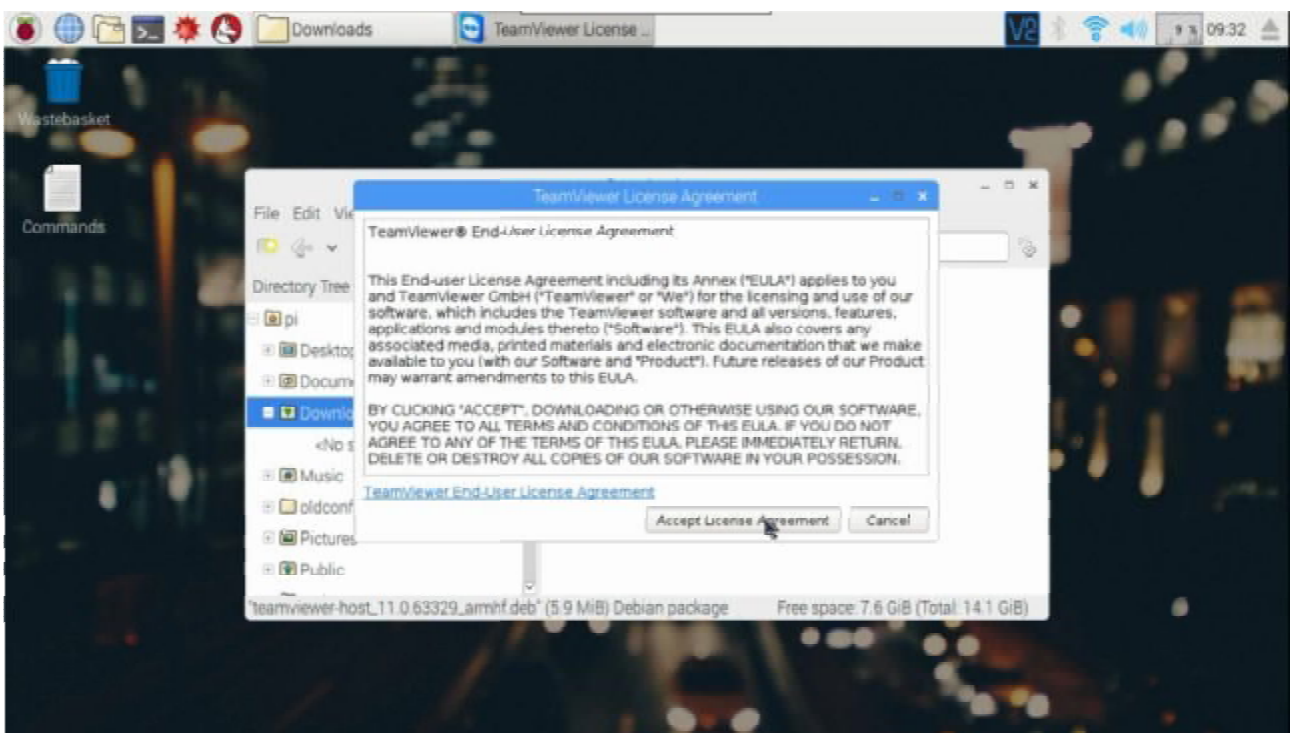 Downloads
TeamViewer License ...
V2
09:32
Wastebasket
Commands
TeamViewer License Agreement
File Edit Vie
TeamViewer® End-User License Agreement
Directory Tree
This End-user License Agreement including its Annex ("EULA") applies to you
and TeamViewer GmbH ("TeamViewer" or "We") for the licensing and use of our
software, which includes the TeamViewer software and all versions, features,
applications and modules thereto ("Software"). This EULA also covers any
associated media, printed materials and electronic documentation that we make
available to you (with our Software and "Product"). Future releases of our Product
may warrant amendments to this EULA.
BY CLICKING "ACCEPT", DOWNLOADING OR OTHERWISE USING OUR SOFTWARE,
YOU AGREE TO ALL TERMS AND CONDITIONS OF THIS EULA. IF YOU DO NOT
AGREE TO ANY OF THE TERMS OF THIS EULA, PLEASE IMMEDIATELY RETURN,
DELETE OR DESTROY ALL COPIES OF OUR SOFTWARE IN YOUR POSSESSION.
TeamViewer End-User License Agreement
Accept License Agreement
Cancel
pi
Desktop
Docum
Downlo
<No s
Music
oldconf
Pictures
Public
"teamviewer-host_11.0.63329_armhf.deb" (5.9 MiB) Debian package
Free space: 7.6 GiB (Total: 14.1 GiB)